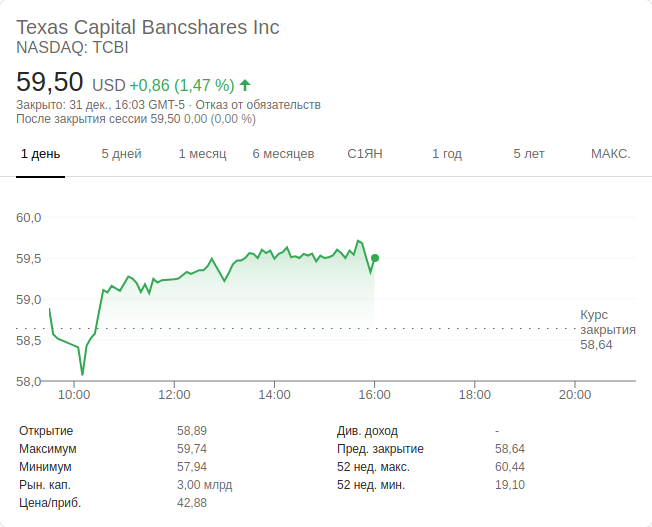 Texas Capital Bancshares Inc
NASDAQ: TCBI
59,50 USD +0,86 (1,47 %)
Закрыто: 31 дек., 16:03 GMT-5 · Отказ от обязательств
После закрытия сессии 59,50 0,00 (0,00 %)
1 день 5 дней 1 месяц 6 месяцев С1ЯН 1 год 5 лет МАКС.
60,0
59,5
59,0
58,5
58,0
Курс
закрытия
58,64
10:00 12:00 14:00 16:00 18:00 20:00
Открытие 58,89 Див. доход -
Максимум 59,74 Пред. закрытие 58,64
Минимум 57,94 52 нед. макс. 60,44
Рын. кап. 3,00 млрд 52 нед. мин. 19,10
Цена/приб. 42,88